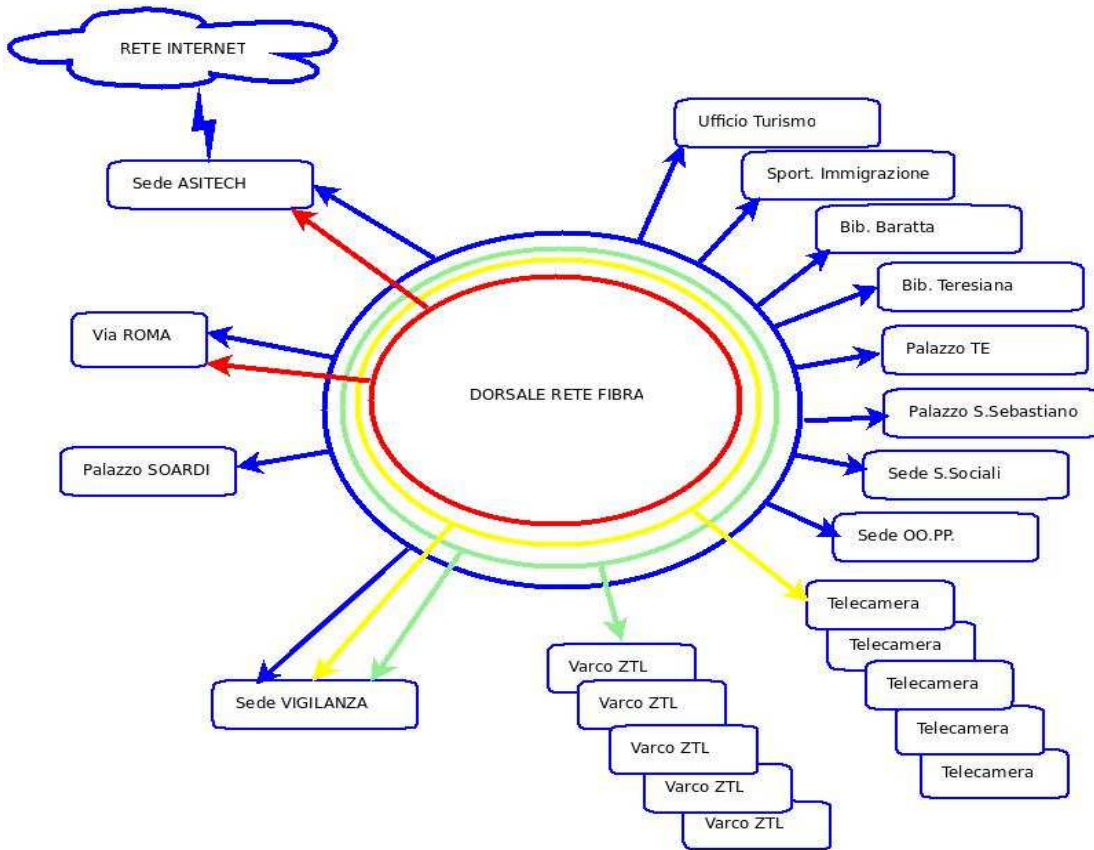 RETE INTERNET
Ufficio Turismo
Sede ASITECH
Sport. Immigrazione
Bib. Baratta
Bib. Teresiana
Via ROMA
Palazzo TE
DORSALE RETE FIBRA
Palazzo S.Sebastiano
Palazzo SOARDI
Sede S.Sociali
Sede OO.PP.
Telecamera
Telecamera
Telecamera
Telecamera
Telecamera
Sede VIGILANZA
Varco ZTL
Varco ZTL
Varco ZTL
Varco ZTL
Varco ZTL